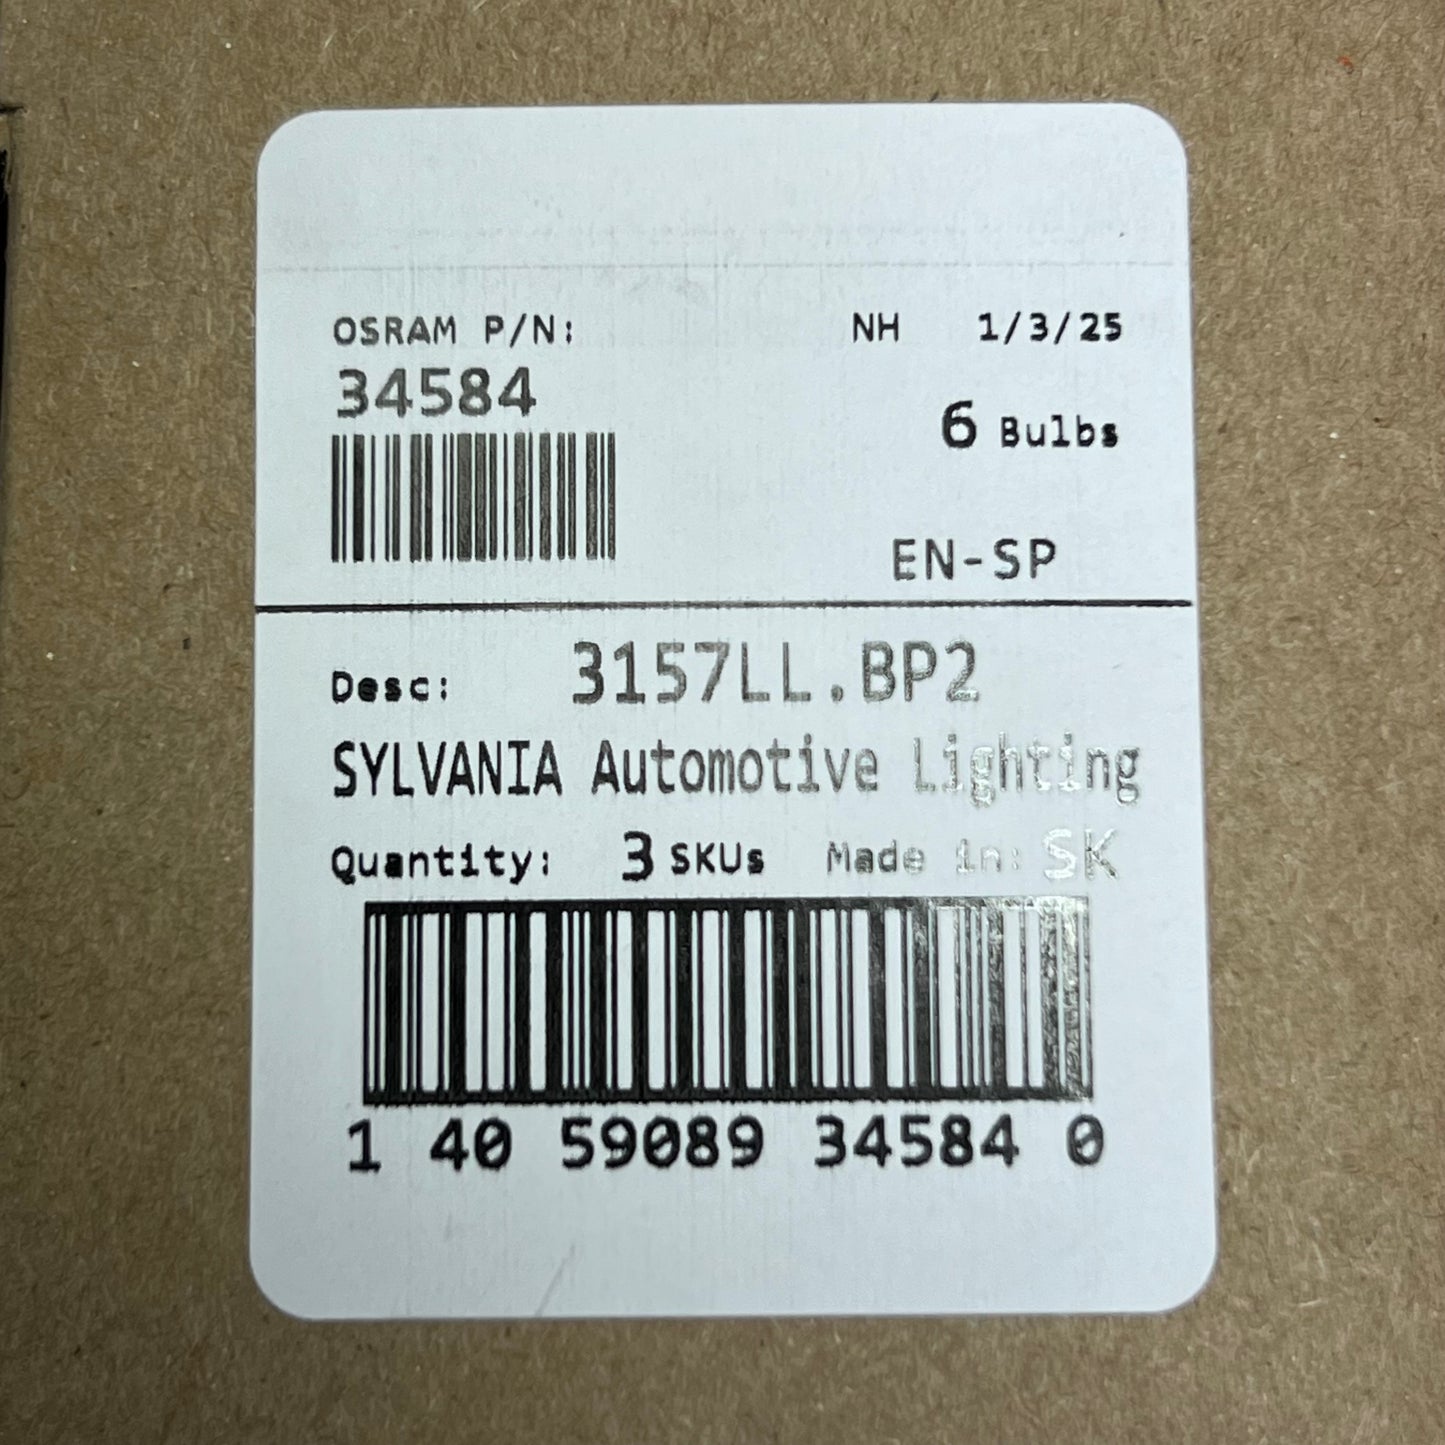 OSRAM P/N: NH 1/3/25
34584
6 Bulbs
EN-SP
Desc: 3157LL.BP2
SYLVANIA Automotive Lighting
Quantity: 3 SKUs Made in: SK
1 40 59089 34584 0